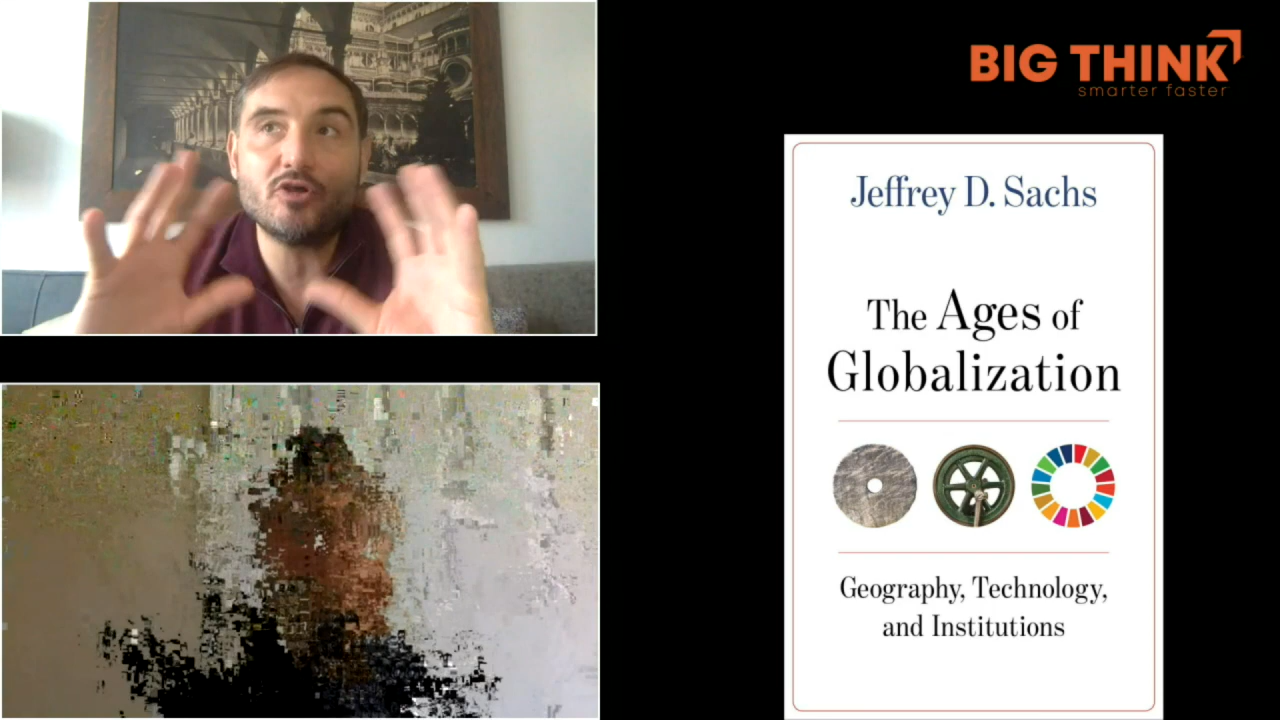 BIG THINK
smarter faster
Jeffrey D. Sachs
The Ages of
Globalization
Geography, Technology,
and Institutions